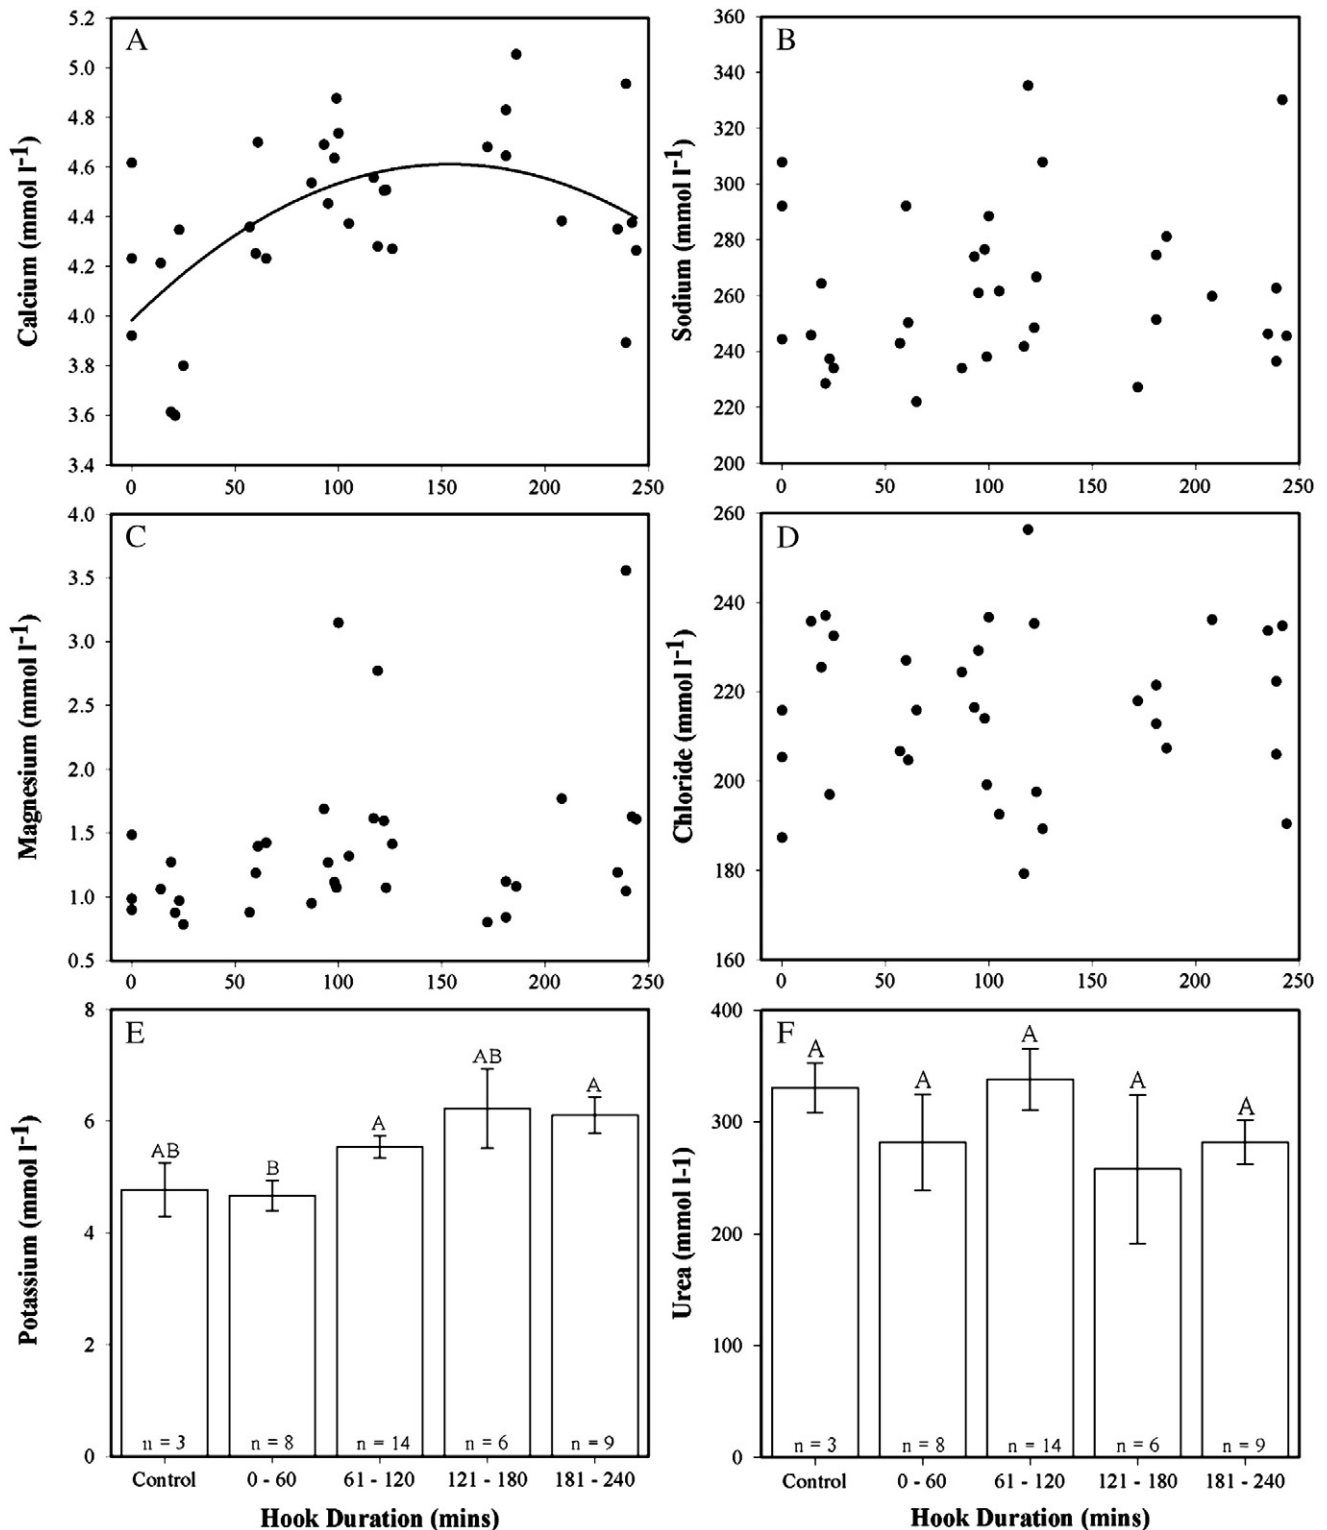 A
Calcium (mmol l-1)
5.2
5.0
4.8
4.6
4.4
4.2
4.0
3.8
3.6
3.4
0 50 100 150 200 250
B
Sodium (mmol l-1)
360
340
320
300
280
260
240
220
200
0 50 100 150 200 250
C
Magnesium (mmol l-1)
4.0
3.5
3.0
2.5
2.0
1.5
1.0
0.5
0 50 100 150 200 250
D
Chloride (mmol l-1)
260
240
220
200
180
160
0 50 100 150 200 250
E
Potassium (mmol l-1)
8
6
4
2
0
AB B A AB A
n = 3 n = 8 n = 14 n = 6 n = 9
Control 0 - 60 61 - 120 121 - 180 181 - 240
Hook Duration (mins)
F
Urea (mmol l-1)
400
300
200
100
0
A A A A A
n = 3 n = 8 n = 14 n = 6 n = 9
Control 0 - 60 61 - 120 121 - 180 181 - 240
Hook Duration (mins)